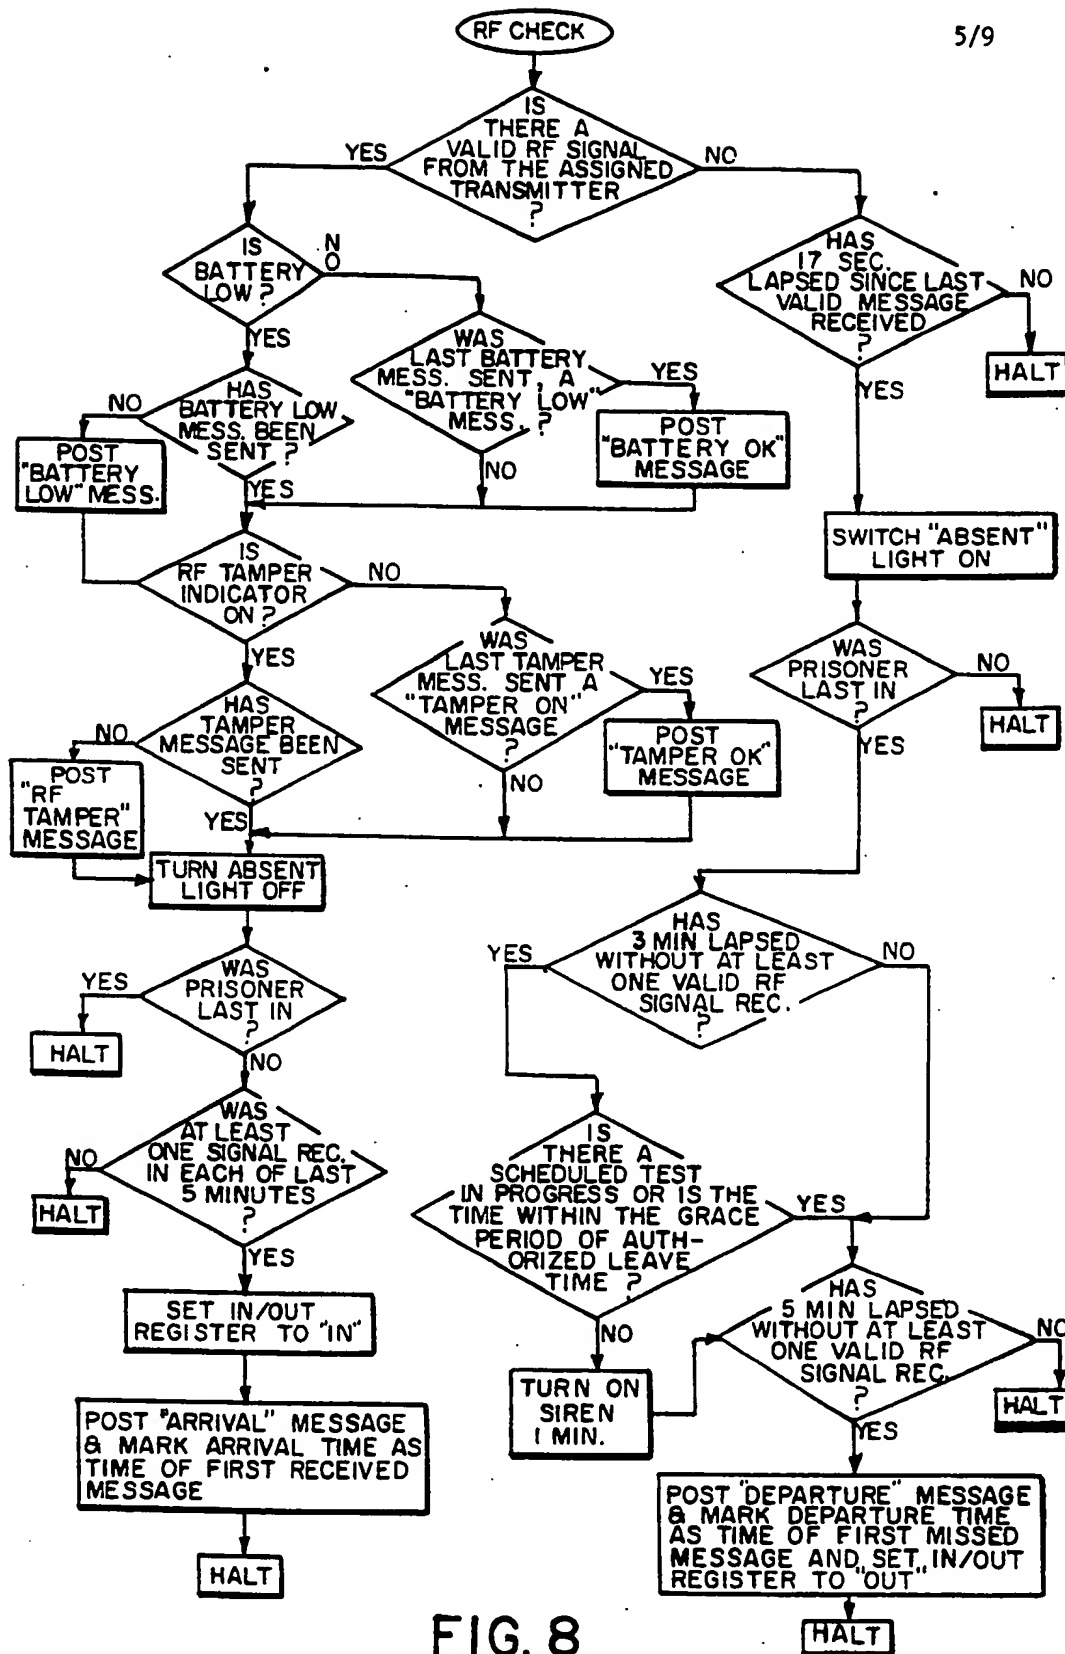 5/9
RF CHECK
IS
THERE A
VALID RF SIGNAL
FROM THE ASSIGNED
TRANSMITTER
?
YES
NO
IS
BATTERY
LOW ?
N
O
YES
HAS
17 SEC.
LAPSED SINCE LAST
VALID MESSAGE
RECEIVED
?
NO
HALT
YES
WAS
LAST BATTERY
MESS. SENT, A
"BATTERY LOW"
MESS. ?
YES
NO
POST
"BATTERY OK"
MESSAGE
HAS
BATTERY LOW
MESS. BEEN
SENT ?
NO
YES
POST
"BATTERY
LOW" MESS.
SWITCH "ABSENT"
LIGHT ON
IS
RF TAMPER
INDICATOR
ON ?
NO
YES
WAS
LAST TAMPER
MESS. SENT A
"TAMPER ON"
MESSAGE
?
YES
NO
POST
"TAMPER OK"
MESSAGE
WAS
PRISONER
LAST IN
?
NO
HALT
YES
HAS
TAMPER
MESSAGE BEEN
SENT
?
NO
YES
POST
"RF
TAMPER"
MESSAGE
TURN ABSENT
LIGHT OFF
HAS
3 MIN LAPSED
WITHOUT AT LEAST
ONE VALID RF
SIGNAL REC.
?
YES
NO
WAS
PRISONER
LAST IN
?
YES
HALT
NO
WAS
AT LEAST
ONE SIGNAL REC.
IN EACH OF LAST
5 MINUTES
?
NO
HALT
YES
IS
THERE A
SCHEDULED TEST
IN PROGRESS OR IS THE
TIME WITHIN THE GRACE
PERIOD OF AUTH-
ORIZED LEAVE
TIME ?
YES
NO
SET IN/OUT
REGISTER TO "IN"
TURN ON
SIREN
1 MIN.
HAS
5 MIN LAPSED
WITHOUT AT LEAST
ONE VALID RF
SIGNAL REC.
?
NO
HALT
YES
POST "ARRIVAL" MESSAGE
& MARK ARRIVAL TIME AS
TIME OF FIRST RECEIVED
MESSAGE
HALT
POST "DEPARTURE" MESSAGE
& MARK DEPARTURE TIME
AS TIME OF FIRST MISSED
MESSAGE AND SET IN/OUT
REGISTER TO "OUT"
HALT
FIG. 8